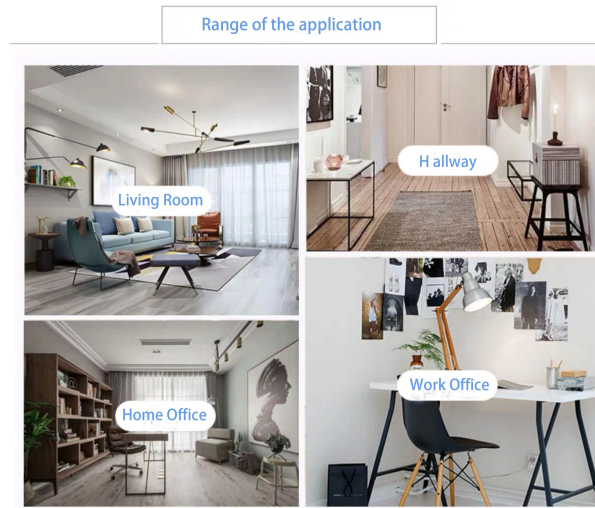 Range of the application
Living Room
H allway
Home Office
Work Office